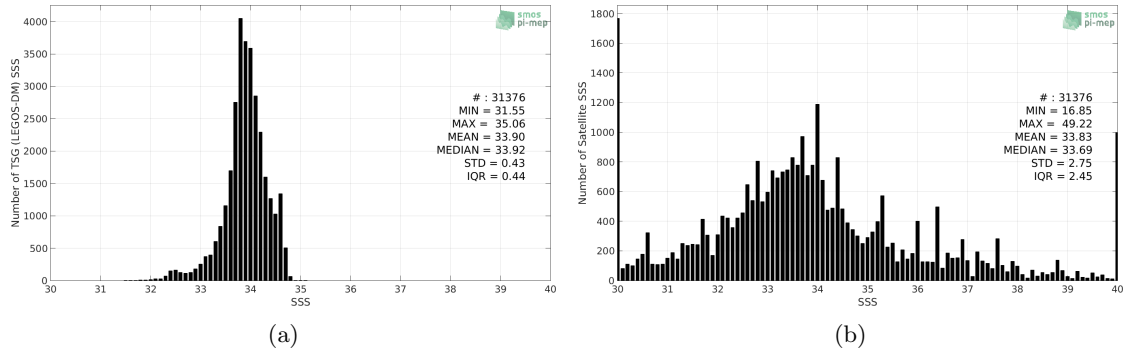 smos
pi-mep
Number of TSG (LEGOS-DM) SSS
4000
3500
3000
2500
2000
1500
1000
500
0
# : 31376
MIN = 31.55
MAX = 35.06
MEAN = 33.90
MEDIAN = 33.92
STD = 0.43
IQR = 0.44
30 31 32 33 34 35 36 37 38 39 40
SSS
(a)
smos
pi-mep
Number of Satellite SSS
1800
1600
1400
1200
1000
800
600
400
200
0
# : 31376
MIN = 16.85
MAX = 49.22
MEAN = 33.83
MEDIAN = 33.69
STD = 2.75
IQR = 2.45
30 31 32 33 34 35 36 37 38 39 40
SSS
(b)